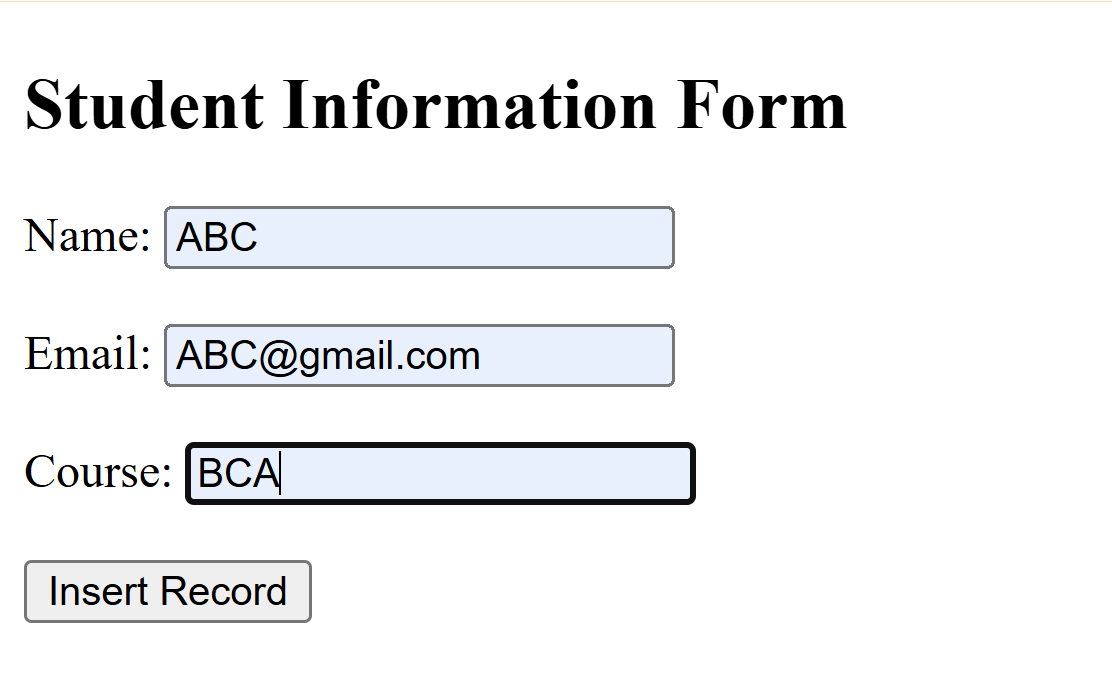 Student Information Form
Name: ABC
Email: ABC@gmail.com
Course: BCA
Insert Record